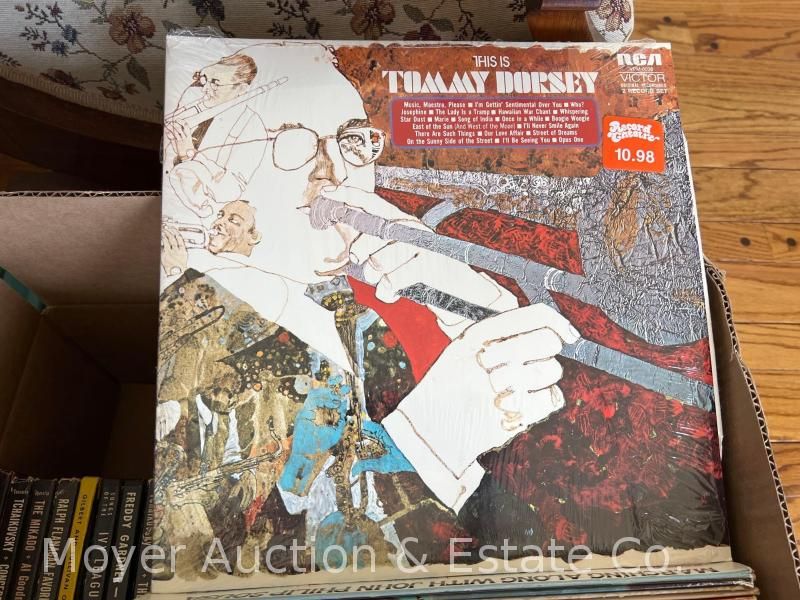 THIS IS
TOMMY DORSEY
RCA
VICTOR
2 RECORD SET
Music, Maestro, Please ■ I'm Gettin' Sentimental Over You ■ Who?
Josephine ■ The Lady Is a Tramp ■ Hawaiian War Chant ■ Whispering
Star Dust ■ Marie ■ Song of India ■ Once in a While ■ Boogie Woogie
East of the Sun (And West of the Moon) ■ I'll Never Smile Again
There Are Such Things ■ Our Love Affair ■ Street of Dreams
On the Sunny Side of the Street ■ I'll Be Seeing You ■ Opus One
Record
Theatre
10.98
TCHAIKOVSKY
THE MIKADO
RALPH
FREDDY
Moyer Auction & Estate Co.
ALONG WITH JOHN PHILIP